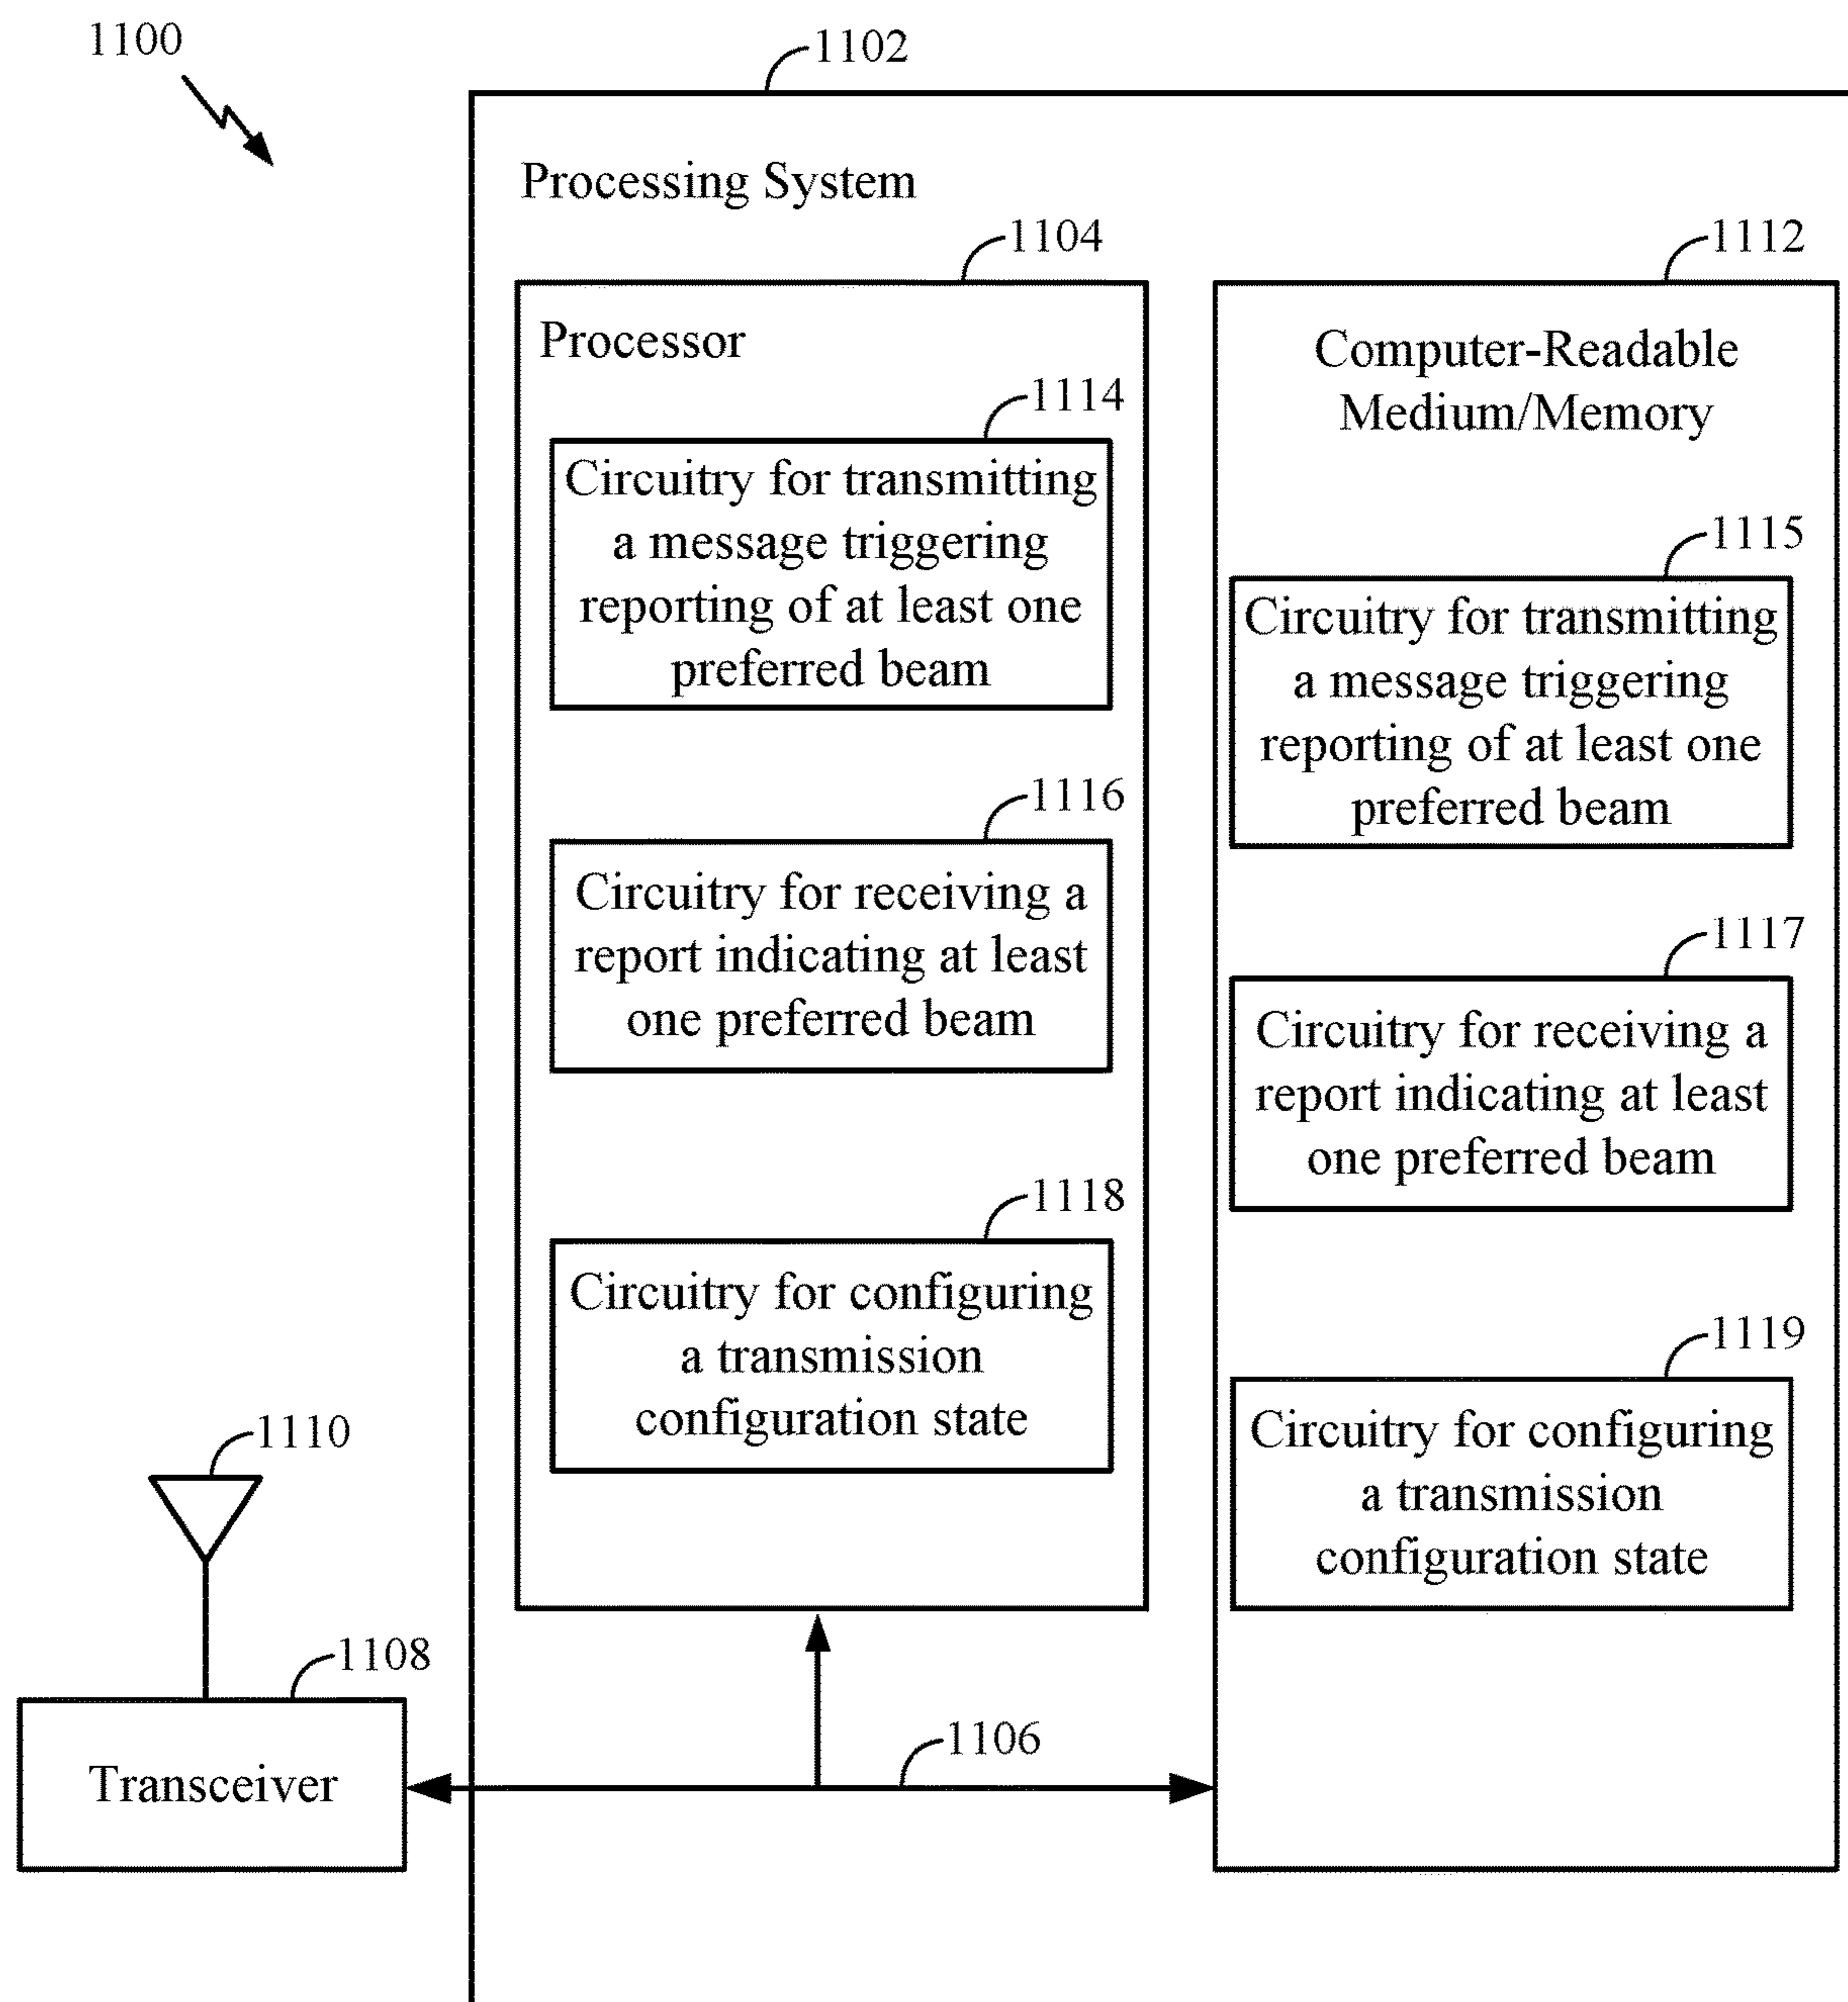 1100
1102
Processing System
1104
1112
Processor
Computer-Readable
Medium/Memory
1114
Circuitry for transmitting
a message triggering
reporting of at least one
preferred beam
1115
Circuitry for transmitting
a message triggering
reporting of at least one
preferred beam
1116
Circuitry for receiving a
report indicating at least
one preferred beam
1117
Circuitry for receiving a
report indicating at least
one preferred beam
1118
Circuitry for configuring
a transmission
configuration state
1119
Circuitry for configuring
a transmission
configuration state
1110
1108
Transceiver
1106